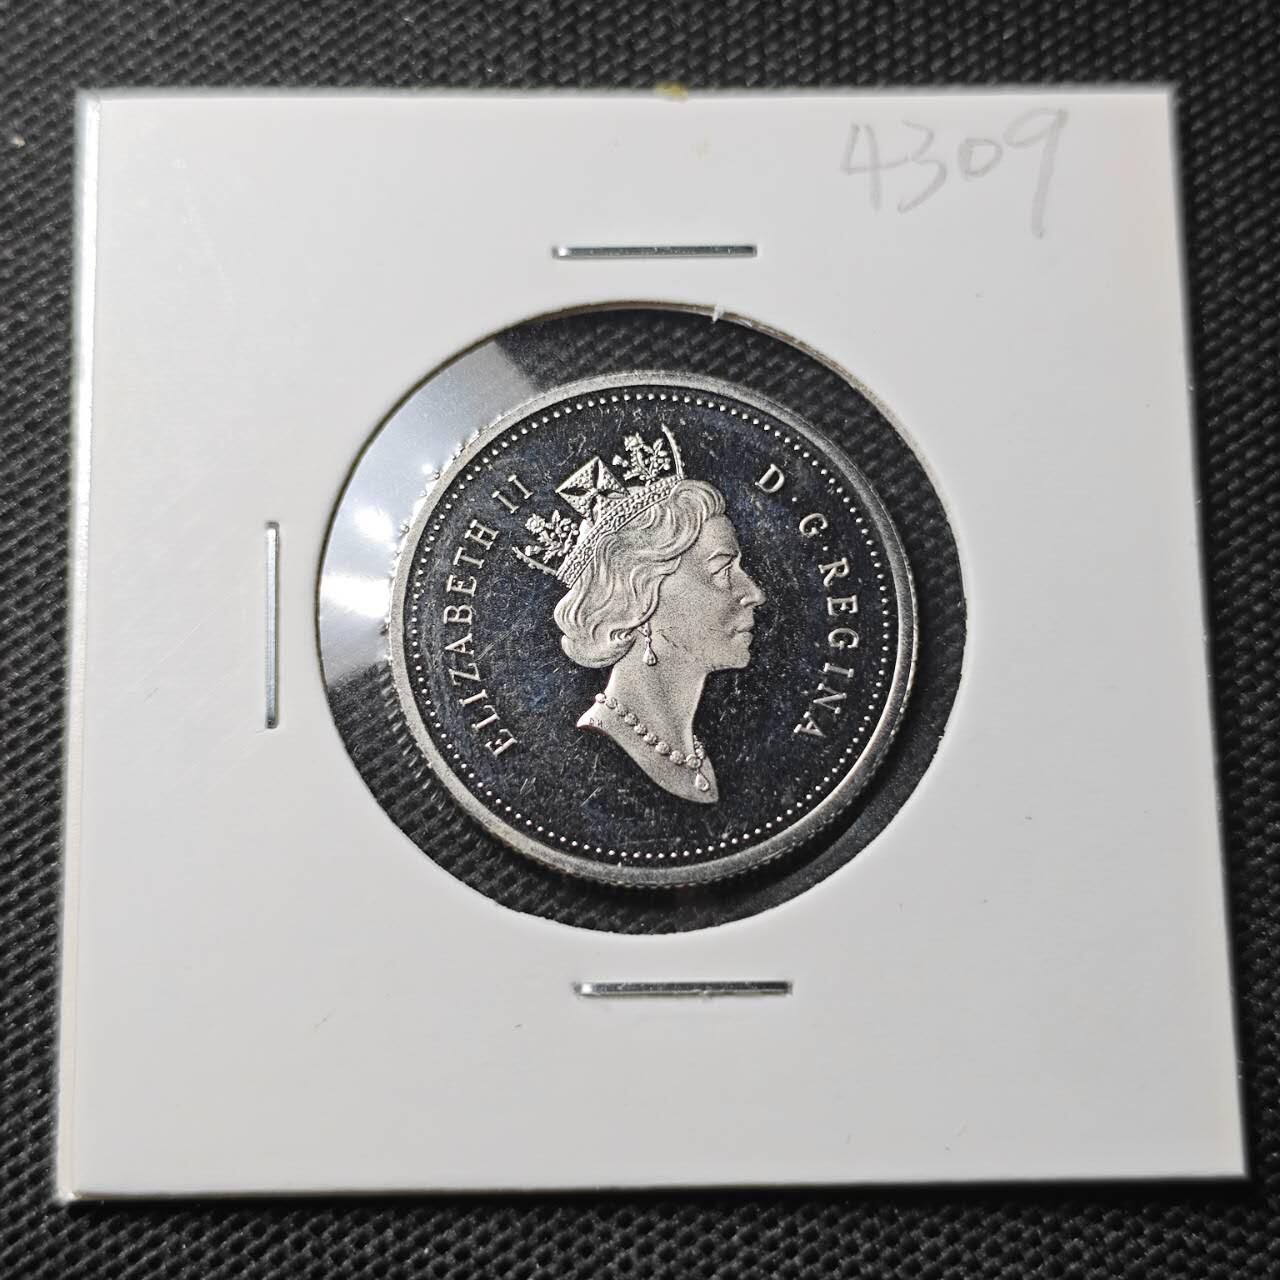 4309
ELIZABETH II
D·G·REGINA